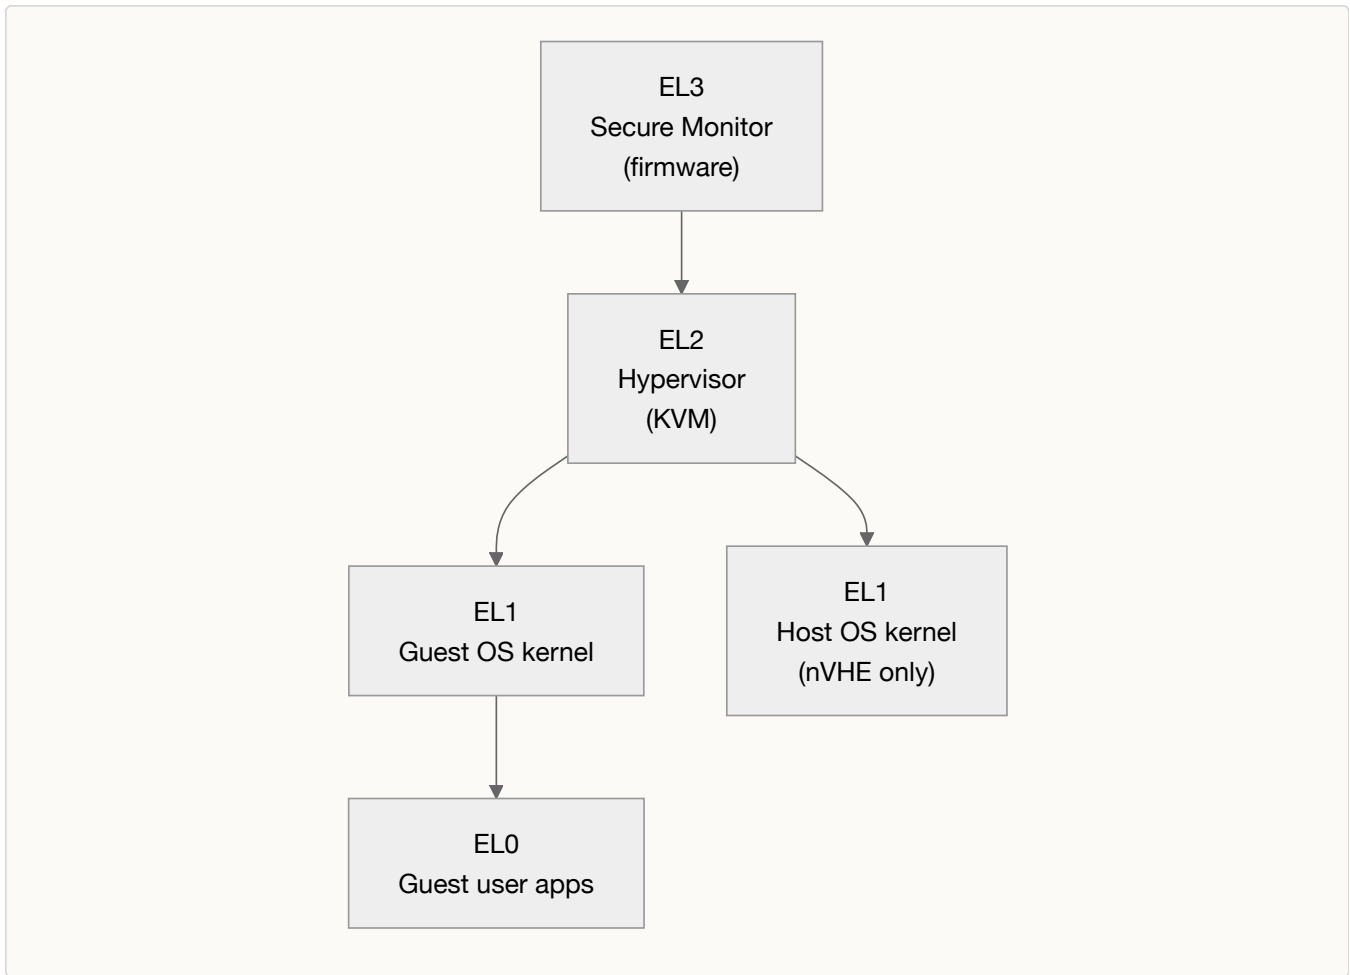 EL3
Secure Monitor
(firmware)
EL2
Hypervisor
(KVM)
EL1
Guest OS kernel
EL1
Host OS kernel
(nVHE only)
EL0
Guest user apps